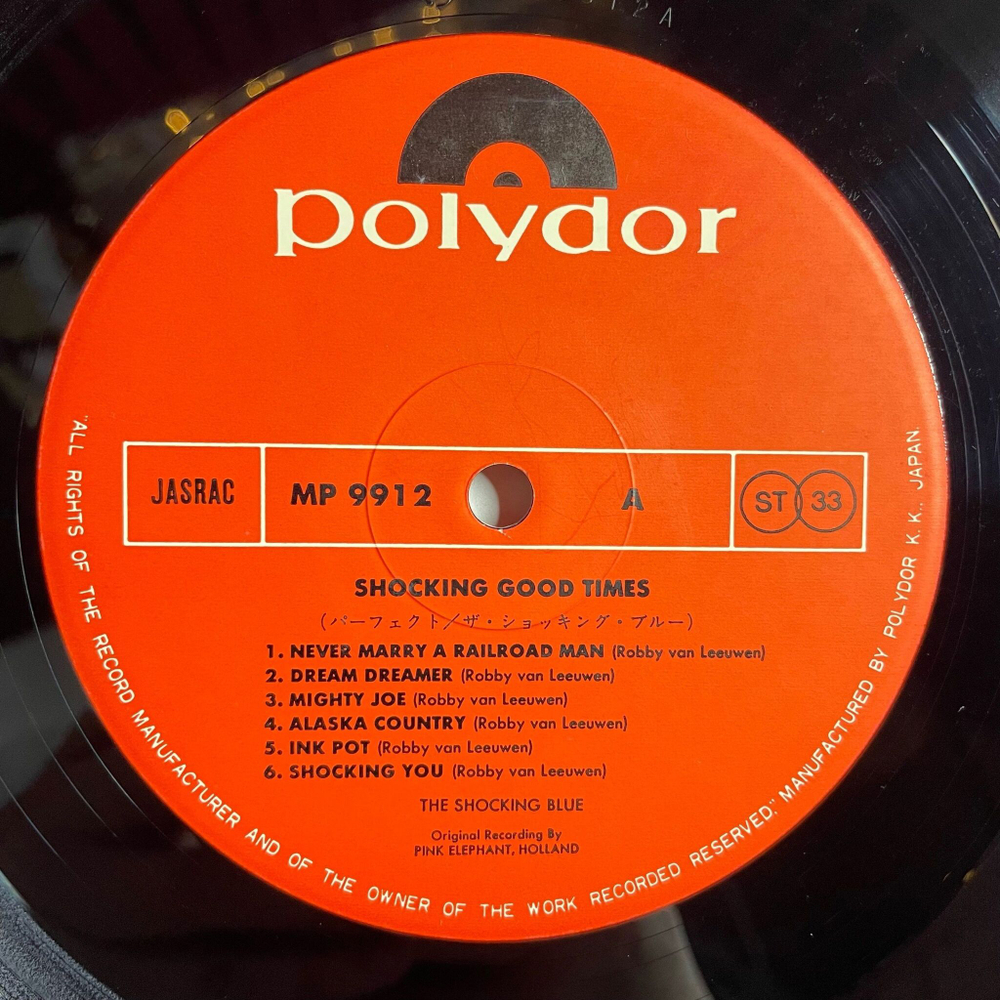 polydor
JASRAC
MP 9912
A
ST 33
SHOCKING GOOD TIMES
(パーフェクト/ザ・ショッキング・ブルー)
1. NEVER MARRY A RAILROAD MAN (Robby van Leeuwen)
2. DREAM DREAMER (Robby van Leeuwen)
3. MIGHTY JOE (Robby van Leeuwen)
4. ALASKA COUNTRY (Robby van Leeuwen)
5. INK POT (Robby van Leeuwen)
6. SHOCKING YOU (Robby van Leeuwen)
THE SHOCKING BLUE
Original Recording By
PINK ELEPHANT, HOLLAND
"ALL RIGHTS OF THE RECORD MANUFACTURER AND OF THE OWNER OF THE WORK RECORDED RESERVED." MANUFACTURED BY POLYDOR K.K., JAPAN.